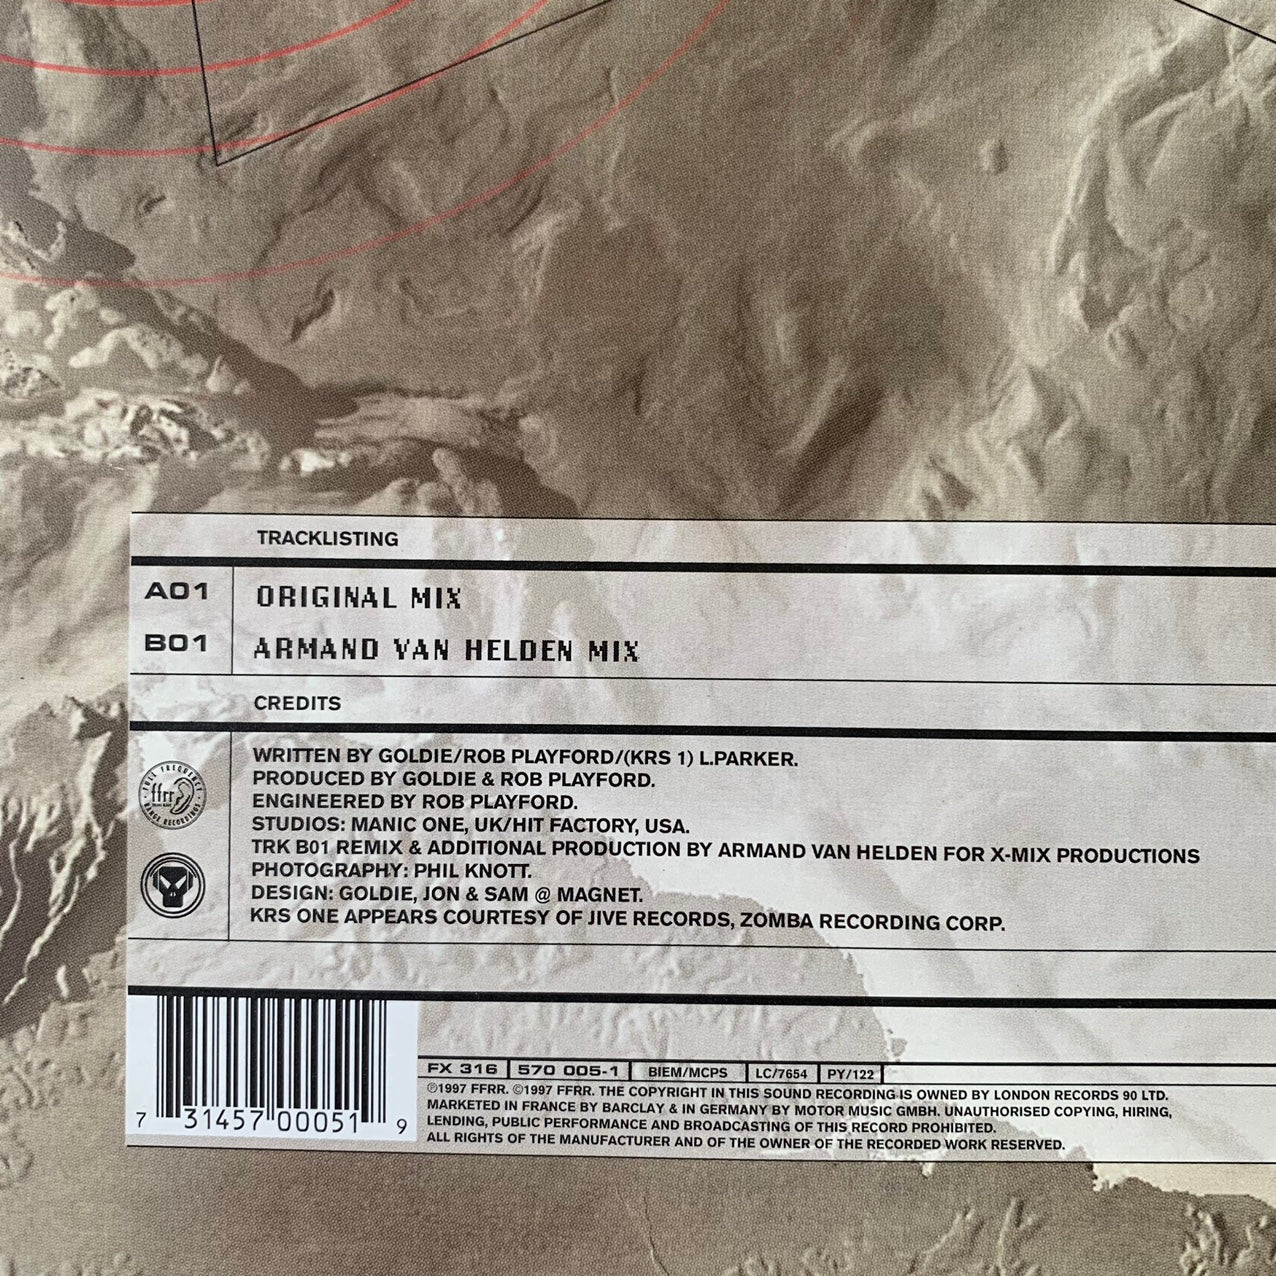 TRACKLISTING
A01 ORIGINAL MIX
B01 ARMAND VAN HELDEN MIX
CREDITS
WRITTEN BY GOLDIE/ROB PLAYFORD/(KRS 1) L.PARKER.
PRODUCED BY GOLDIE & ROB PLAYFORD.
ENGINEERED BY ROB PLAYFORD.
STUDIOS: MANIC ONE, UK/HIT FACTORY, USA.
TRK B01 REMIX & ADDITIONAL PRODUCTION BY ARMAND VAN HELDEN FOR X-MIX PRODUCTIONS
PHOTOGRAPHY: PHIL KNOTT.
DESIGN: GOLDIE, JON & SAM @ MAGNET.
KRS ONE APPEARS COURTESY OF JIVE RECORDS, ZOMBA RECORDING CORP.
FULL FREQUENCY
ffrr
RANGE RECORDINGS
7 31457 00051 9
FX 316 570 005-1 BIEM/MCPS LC/7654 PY/122
℗1997 FFRR. ©1997 FFRR. THE COPYRIGHT IN THIS SOUND RECORDING IS OWNED BY LONDON RECORDS 90 LTD.
MARKETED IN FRANCE BY BARCLAY & IN GERMANY BY MOTOR MUSIC GMBH. UNAUTHORISED COPYING, HIRING,
LENDING, PUBLIC PERFORMANCE AND BROADCASTING OF THIS RECORD PROHIBITED.
ALL RIGHTS OF THE MANUFACTURER AND OF THE OWNER OF THE RECORDED WORK RESERVED.